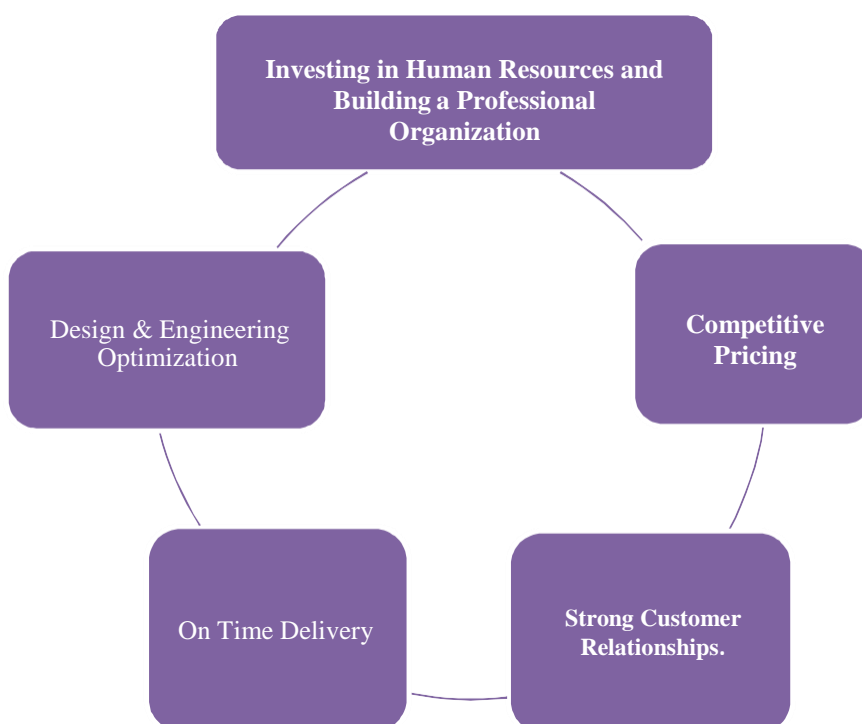 Investing in Human Resources and
Building a Professional
Organization
Competitive
Pricing
Strong Customer
Relationships.
On Time Delivery
Design & Engineering
Optimization